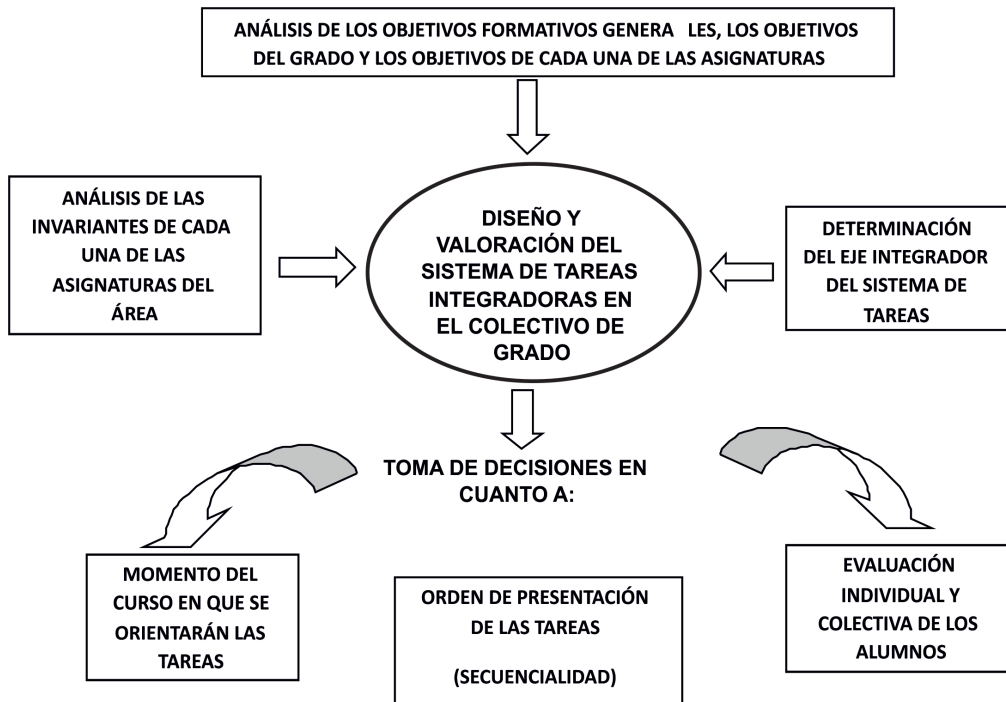 ANÁLISIS DE LOS OBJETIVOS FORMATIVOS GENERA LES, LOS OBJETIVOS
DEL GRADO Y LOS OBJETIVOS DE CADA UNA DE LAS ASIGNATURAS
ANÁLISIS DE LAS
INVARIANTES DE CADA
UNA DE LAS
ASIGNATURAS DEL
ÁREA
DISEÑO Y
VALORACIÓN DEL
SISTEMA DE TAREAS
INTEGRADORAS EN
EL COLECTIVO DE
GRADO
DETERMINACIÓN
DEL EJE INTEGRADOR
DEL SISTEMA DE
TAREAS
TOMA DE DECISIONES EN
CUANTO A:
MOMENTO DEL
CURSO EN QUE SE
ORIENTARÁN LAS
TAREAS
ORDEN DE PRESENTACIÓN
DE LAS TAREAS
(SECUENCIALIDAD)
EVALUACIÓN
INDIVIDUAL Y
COLECTIVA DE LOS
ALUMNOS